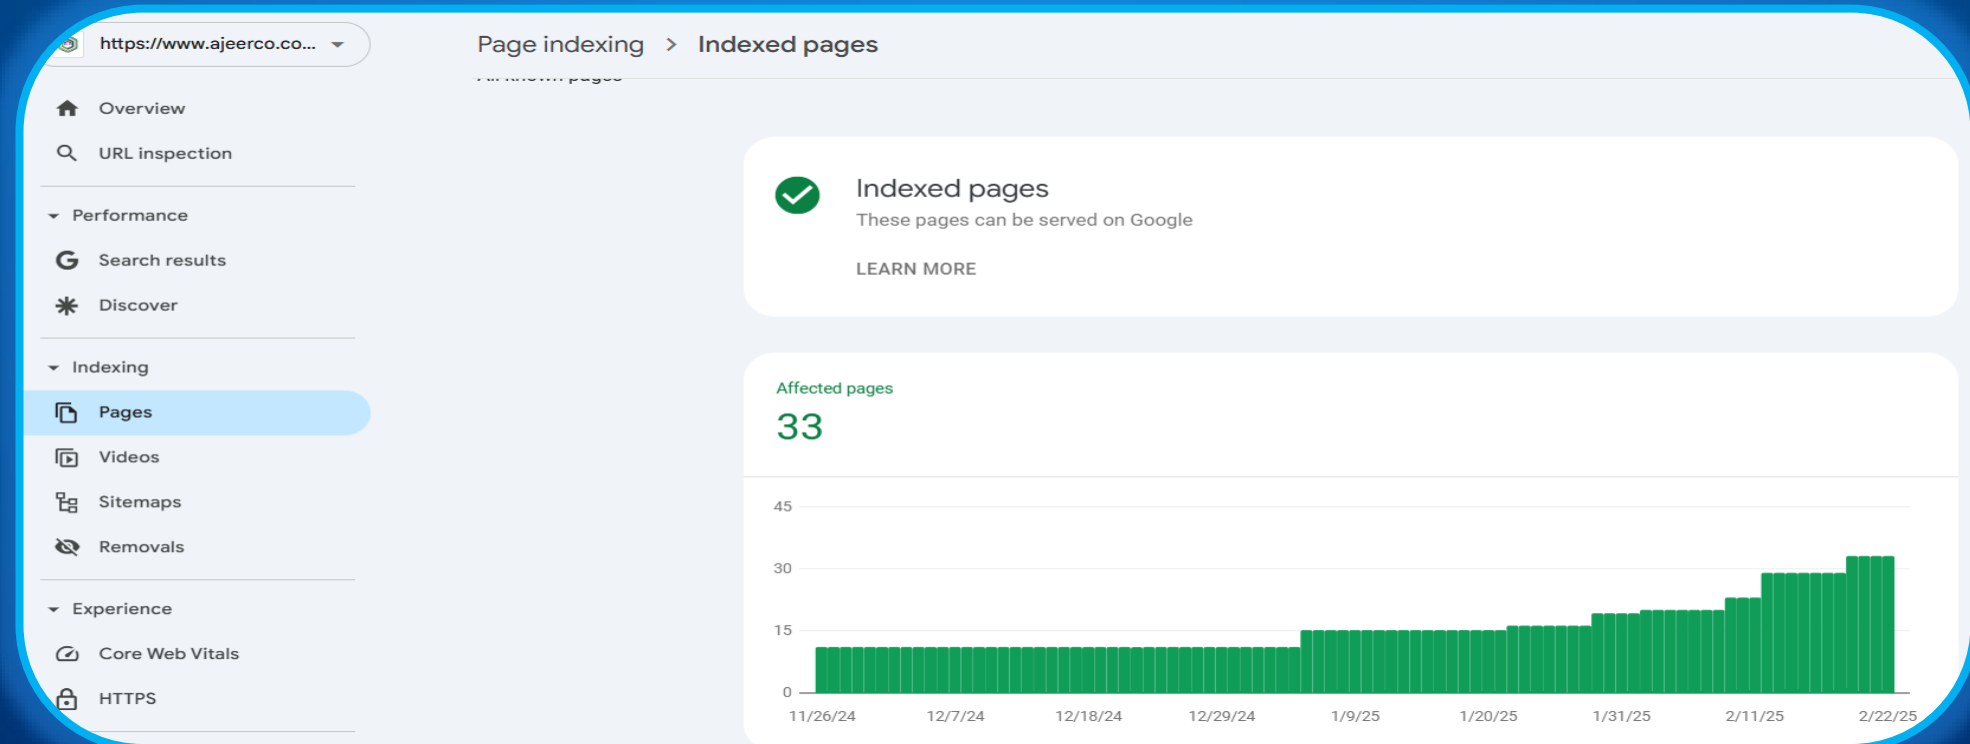 https://www.ajeerco.co...
Page indexing > Indexed pages
All known pages
Overview
URL inspection
Performance
Search results
Discover
Indexing
Pages
Videos
Sitemaps
Removals
Experience
Core Web Vitals
HTTPS
Indexed pages
These pages can be served on Google
LEARN MORE
Affected pages
33
45
30
15
0
11/26/24 12/7/24 12/18/24 12/29/24 1/9/25 1/20/25 1/31/25 2/11/25 2/22/25